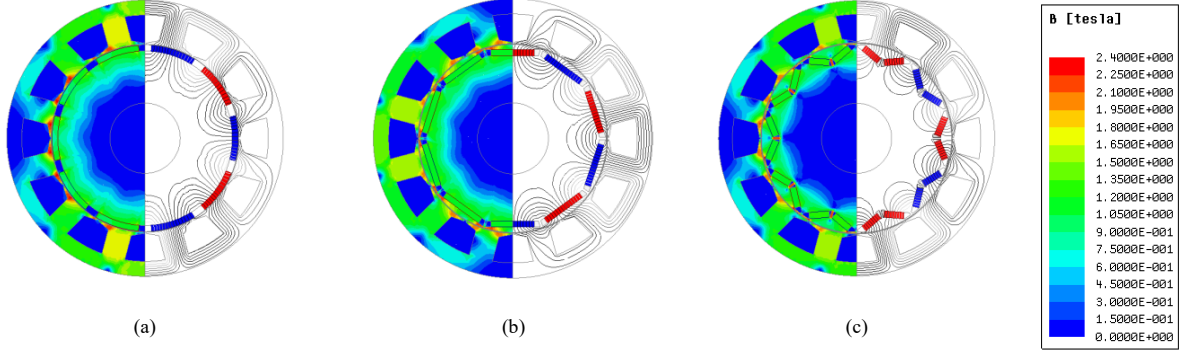 B [tesla]
2.4000E+000
2.2500E+000
2.1000E+000
1.9500E+000
1.8000E+000
1.6500E+000
1.5000E+000
1.3500E+000
1.2000E+000
1.0500E+000
9.0000E-001
7.5000E-001
6.0000E-001
4.5000E-001
3.0000E-001
1.5000E-001
0.0000E+000
(a)
(b)
(c)